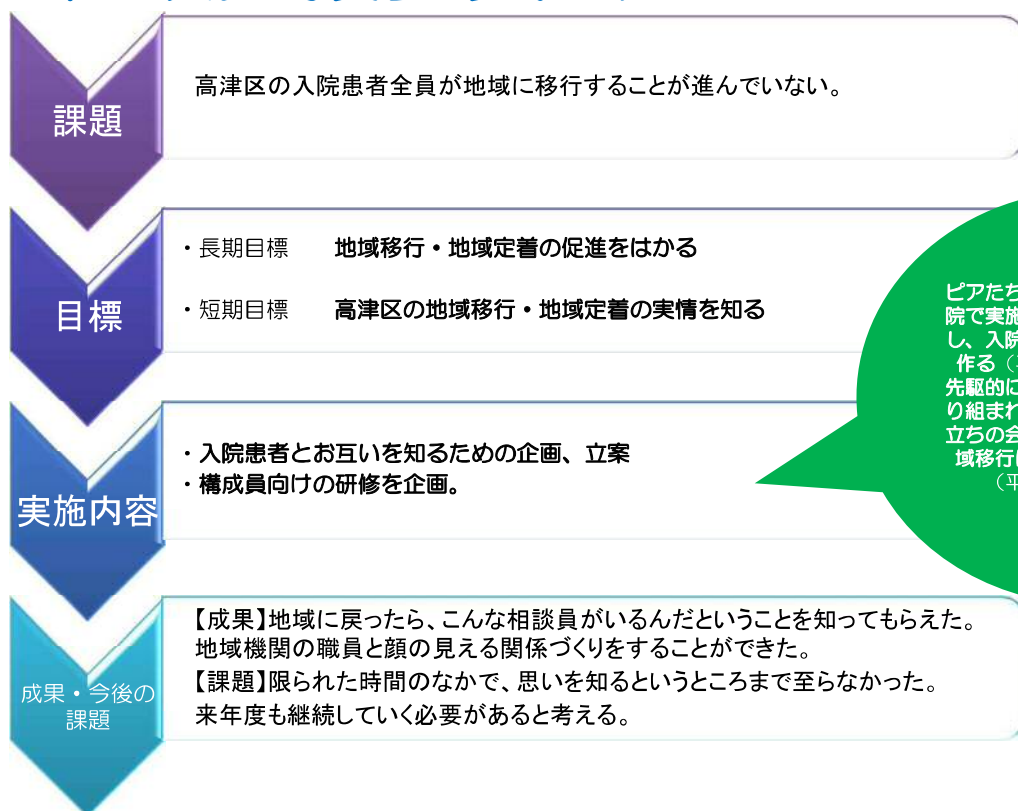 課題
高津区の入院患者全員が地域に移行することが進んでいない。
目標
・長期目標　地域移行・地域定着の促進をはかる
・短期目標　高津区の地域移行・地域定着の実情を知る
実施内容
・入院患者とお互いを知るための企画、立案
・構成員向けの研修を企画。
ピアたち
院で実施
し、入院
作る（
先駆的に
り組まれ
立ちの会
域移行に
（平
成果・今後の
課題
【成果】地域に戻ったら、こんな相談員がいるんだということを知ってもらえた。
地域機関の職員と顔の見える関係づくりをすることができた。
【課題】限られた時間のなかで、思いを知るというところまで至らなかった。
来年度も継続していく必要があると考える。